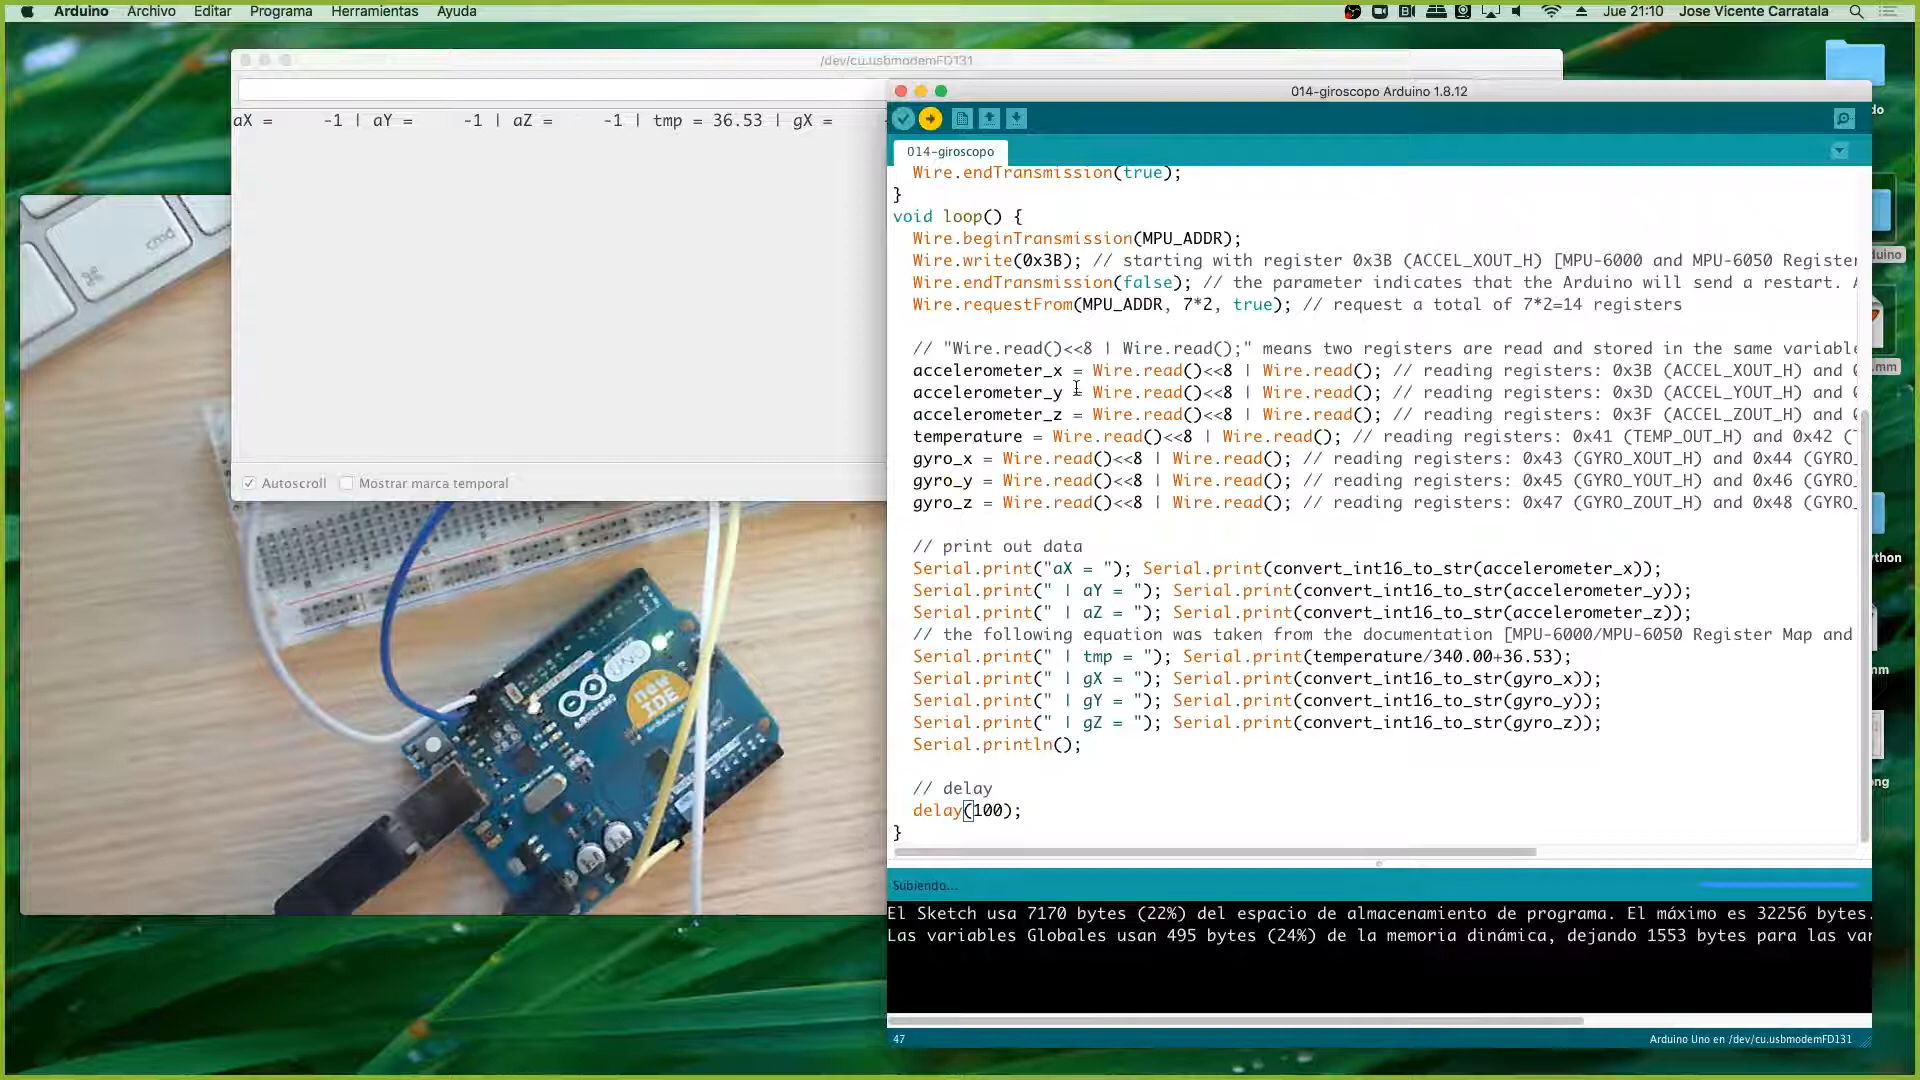 Arduino Archivo Editar Programa Herramientas Ayuda
Jue 21:10 Jose Vicente Carratala
/dev/cu.usbmodemFD131
aX = -1 | aY = -1 | aZ = -1 | tmp = 36.53 | gX =
Autoscroll Mostrar marca temporal
cmd
⌘
ARDUINO
UNO
new IDE
014-giroscopo Arduino 1.8.12
014-giroscopo
Wire.endTransmission(true);
}
void loop() {
Wire.beginTransmission(MPU_ADDR);
Wire.write(0x3B); // starting with register 0x3B (ACCEL_XOUT_H) [MPU-6000 and MPU-6050 Register
Wire.endTransmission(false); // the parameter indicates that the Arduino will send a restart.
Wire.requestFrom(MPU_ADDR, 7*2, true); // request a total of 7*2=14 registers
// "Wire.read()<<8 | Wire.read();" means two registers are read and stored in the same variable
accelerometer_x = Wire.read()<<8 | Wire.read(); // reading registers: 0x3B (ACCEL_XOUT_H) and
accelerometer_y = Wire.read()<<8 | Wire.read(); // reading registers: 0x3D (ACCEL_YOUT_H) and
accelerometer_z = Wire.read()<<8 | Wire.read(); // reading registers: 0x3F (ACCEL_ZOUT_H) and
temperature = Wire.read()<<8 | Wire.read(); // reading registers: 0x41 (TEMP_OUT_H) and 0x42
gyro_x = Wire.read()<<8 | Wire.read(); // reading registers: 0x43 (GYRO_XOUT_H) and 0x44 (GYRO_
gyro_y = Wire.read()<<8 | Wire.read(); // reading registers: 0x45 (GYRO_YOUT_H) and 0x46 (GYRO_
gyro_z = Wire.read()<<8 | Wire.read(); // reading registers: 0x47 (GYRO_ZOUT_H) and 0x48 (GYRO_
// print out data
Serial.print("aX = "); Serial.print(convert_int16_to_str(accelerometer_x));
Serial.print(" | aY = "); Serial.print(convert_int16_to_str(accelerometer_y));
Serial.print(" | aZ = "); Serial.print(convert_int16_to_str(accelerometer_z));
// the following equation was taken from the documentation [MPU-6000/MPU-6050 Register Map and
Serial.print(" | tmp = "); Serial.print(temperature/340.00+36.53);
Serial.print(" | gX = "); Serial.print(convert_int16_to_str(gyro_x));
Serial.print(" | gY = "); Serial.print(convert_int16_to_str(gyro_y));
Serial.print(" | gZ = "); Serial.print(convert_int16_to_str(gyro_z));
Serial.println();
// delay
delay(100);
}
Subiendo...
El Sketch usa 7170 bytes (22%) del espacio de almacenamiento de programa. El máximo es 32256 bytes.
Las variables Globales usan 495 bytes (24%) de la memoria dinámica, dejando 1553 bytes para las var
47
Arduino Uno en /dev/cu.usbmodemFD131